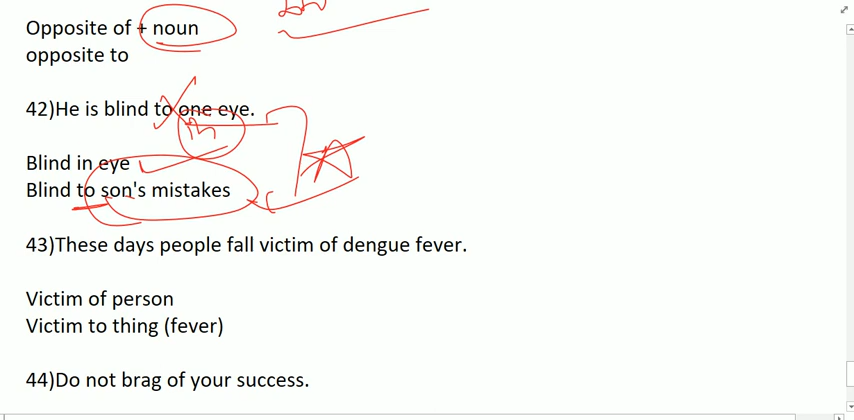 Opposite of + noun
opposite to
42)He is blind to one eye.
in
Blind in eye
Blind to son's mistakes
43)These days people fall victim of dengue fever.
Victim of person
Victim to thing (fever)
44)Do not brag of your success.